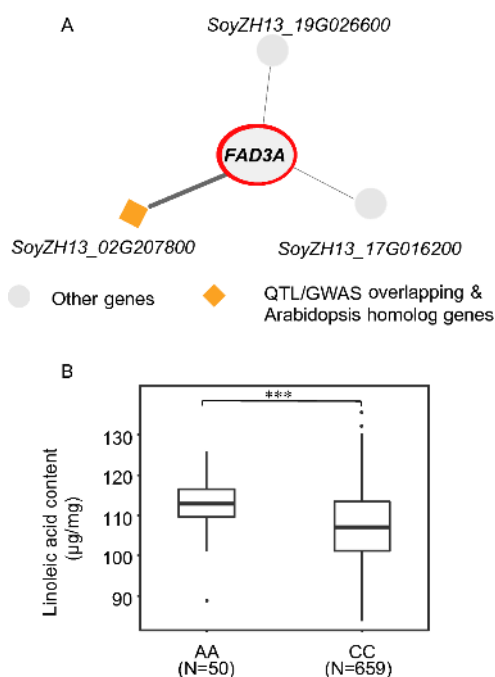 A
SoyZH13_19G026600
FAD3A
SoyZH13_02G207800
SoyZH13_17G016200
Other genes
QTL/GWAS overlapping &
Arabidopsis homolog genes
B
***
Linoleic acid content
(μg/mg)
130
120
110
100
90
AA
(N=50)
CC
(N=659)